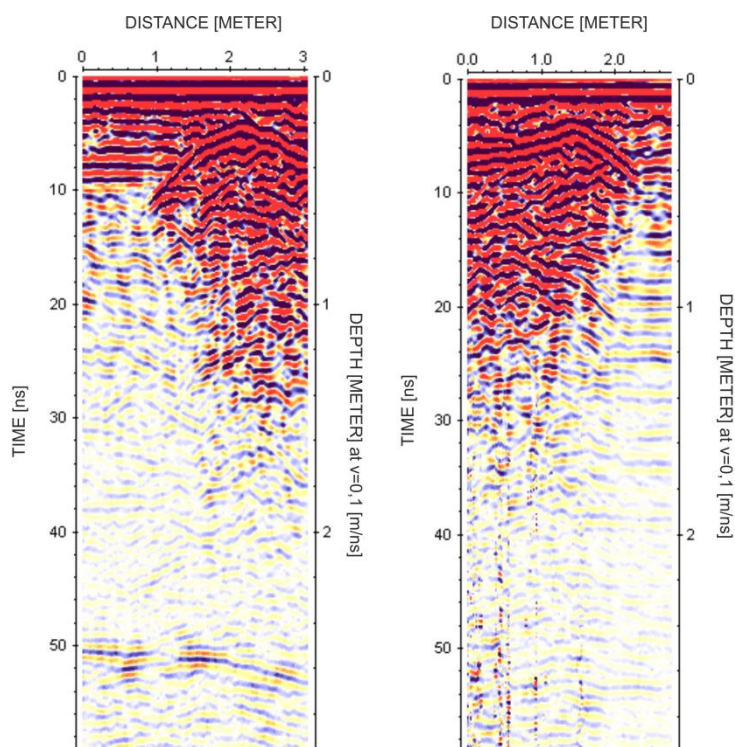 DISTANCE [METER]
0 1 2 3
0
10
20
30
40
50
TIME [ns]
0
1
2
DEPTH [METER] at v=0,1 [m/ns]
DISTANCE [METER]
0.0 1.0 2.0
0
10
20
30
40
50
TIME [ns]
0
1
2
DEPTH [METER] at v=0,1 [m/ns]